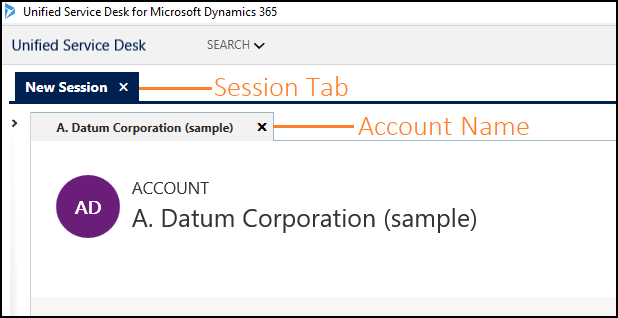 Unified Service Desk for Microsoft Dynamics 365
Unified Service Desk SEARCH
New Session × Session Tab
A. Datum Corporation (sample) × Account Name
AD
ACCOUNT
A. Datum Corporation (sample)